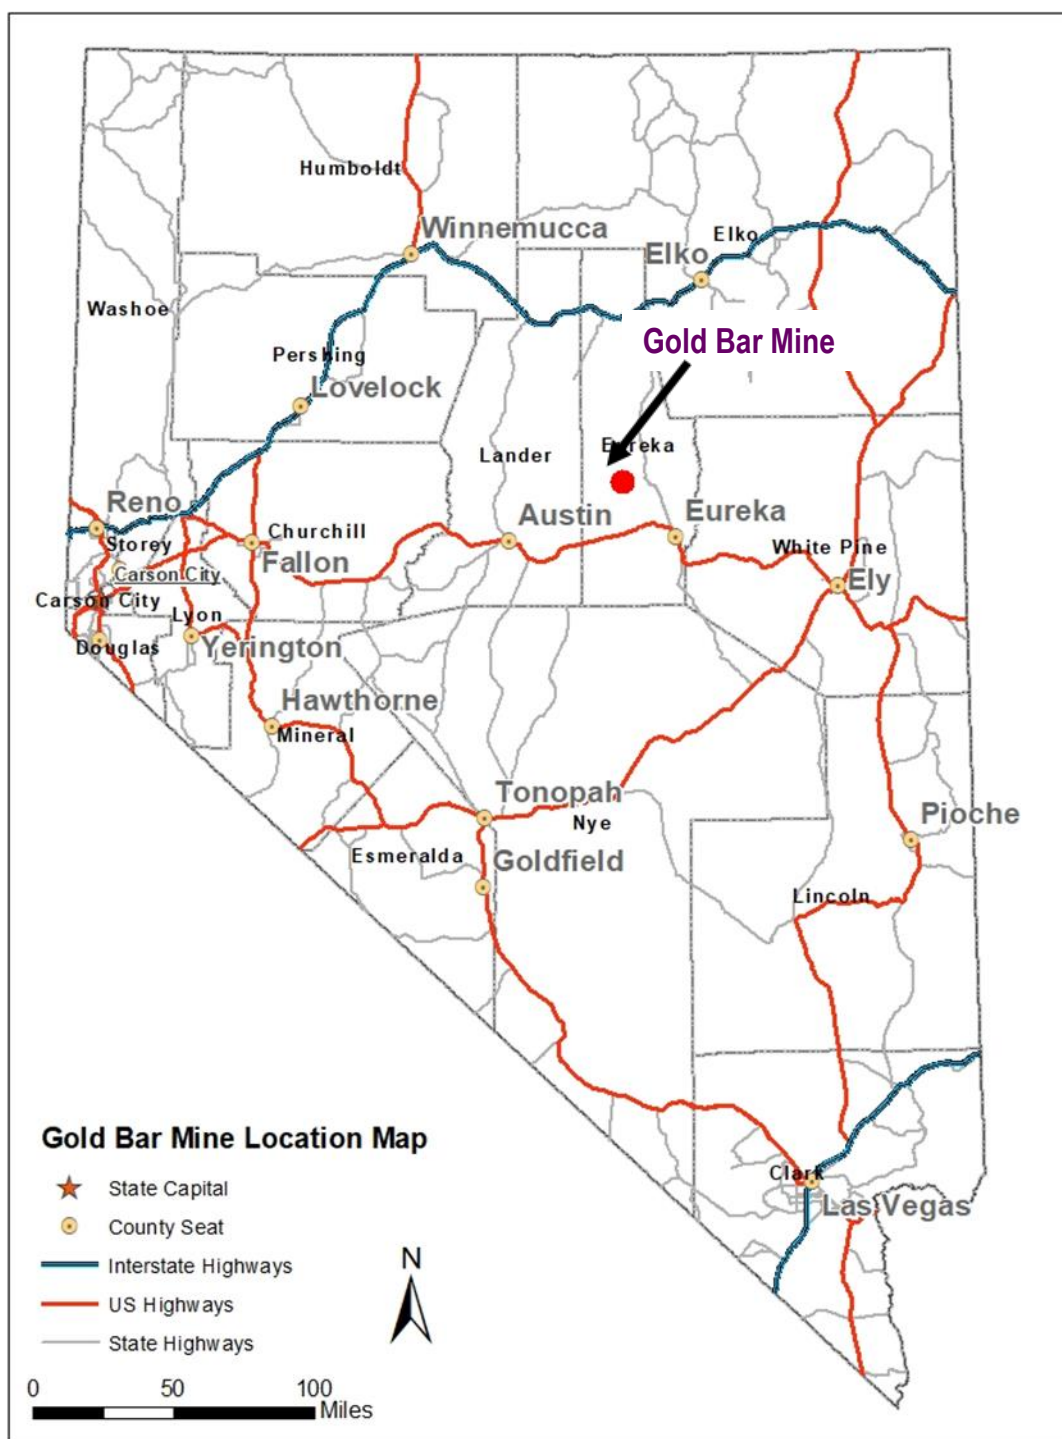 Humboldt
Winnemucca
Elko
Elko
Washoe
Gold Bar Mine
Pershing
Lovelock
Eureka
Lander
Reno
Austin
Eureka
Churchill
Storey
White Pine
Fallon
Carson City
Ely
Carson City
Lyon
Douglas
Yerington
Hawthorne
Mineral
Tonopah
Pioche
Nye
Esmeralda
Goldfield
Lincoln
Gold Bar Mine Location Map
Clark
State Capital
Las Vegas
County Seat
N
Interstate Highways
US Highways
State Highways
0 50 100
Miles